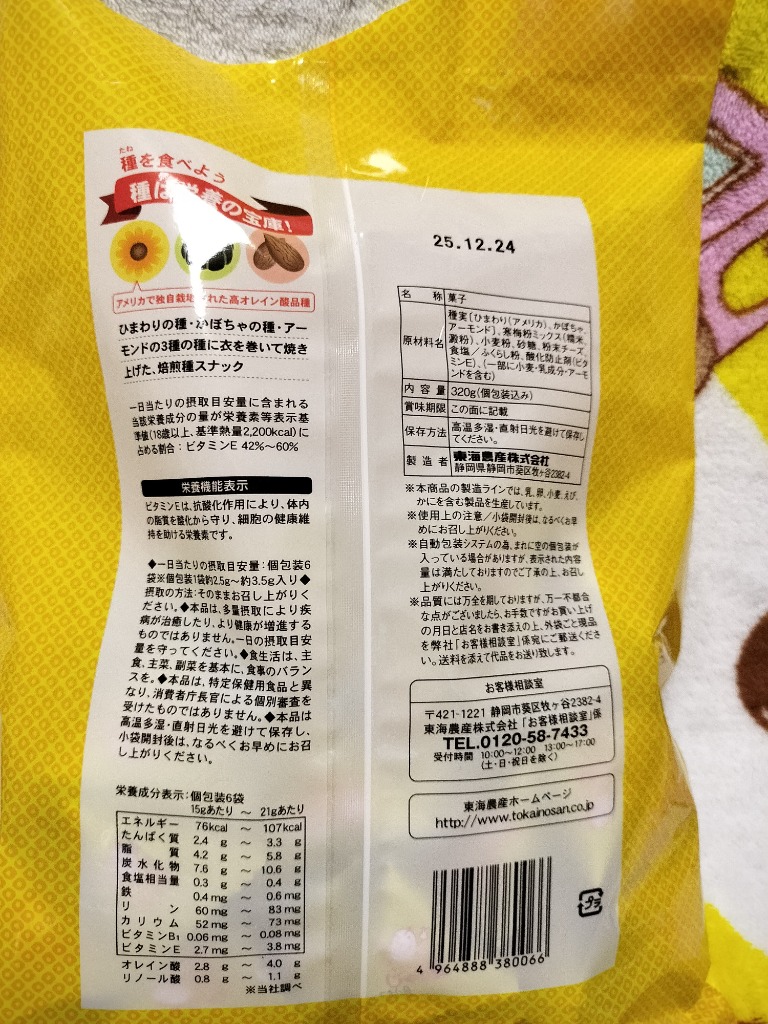 たね
種を食べよう
種は栄養の宝庫!
アメリカで独自栽培された高オレイン酸品種
ひまわりの種・かぼちゃの種・アー
モンドの3種の種に衣を巻いて焼き
上げた、焙煎種スナック
一日当たりの摂取目安量に含まれる
当該栄養成分の量が栄養素等表示基
準値(18歳以上、基準熱量2,200kcal)に
占める割合:ビタミンE 42%〜60%
栄養機能表示
ビタミンEは、抗酸化作用により、体内
の脂質を酸化から守り、細胞の健康維
持を助ける栄養素です。
◆一日当たりの摂取目安量:個包装6
袋※個包装1袋約2.5g〜約3.5g入り◆
摂取の方法:そのままお召し上がりくだ
さい。◆本品は、多量摂取により疾
病が治癒したり、より健康が増進する
ものではありません。一日の摂取目安
量を守ってください。◆食生活は、主
食、主菜、副菜を基本に、食事のバラン
スを。◆本品は、特定保健用食品と異
なり、消費者庁長官による個別審査を
受けたものではありません。◆本品は
高温多湿・直射日光を避けて保存し、
小袋開封後は、なるべくお早めにお召
し上がりください。
栄養成分表示:個包装6袋
15gあたり 〜 21gあたり
エネルギー 76kcal 〜 107kcal
たんぱく質 2.4 g 〜 3.3 g
脂質 4.2 g 〜 5.8 g
炭水化物 7.6 g 〜 10.6 g
食塩相当量 0.3 g 〜 0.4 g
鉄 0.4 mg 〜 0.6 mg
リン 60 mg 〜 83 mg
カリウム 52 mg 〜 73 mg
ビタミンB1 0.06 mg 〜 0.08 mg
ビタミンE 2.7 mg 〜 3.8 mg
オレイン酸 2.8 g 〜 4.0 g
リノール酸 0.8 g 〜 1.1 g
※当社調べ
25.12.24
名称 菓子
原材料名 種実〔ひまわり(アメリカ)、かぼちゃ、
アーモンド〕、寒梅粉ミックス(糯米、
澱粉)、小麦粉、砂糖、粉末チーズ、
食塩/ふくらし粉、酸化防止剤(ビタ
ミンE)、(一部に小麦・乳成分・アーモ
ンドを含む)
内容量 320g(個包装込み)
賞味期限 この面に記載
保存方法 高温多湿・直射日光を避けて保存し
てください。
製造者 東海農産株式会社
静岡県静岡市葵区牧ヶ谷2382-4
※本商品の製造ラインでは、乳、卵、小麦、えび、
かにを含む製品を生産しています。
※使用上の注意/小袋開封後は、なるべくお早
めにお召し上がりください。
※自動包装システムの為、まれに空の個包装が
入っている場合がありますが、表示された内容
量は満たしておりますのでご了承の上、お召し
上がりください。
※品質には万全を期しておりますが、万一不都合
な点がございましたら、お手数ですがお買い上げ
の月日と店名をお書き添えの上、外袋ごと現品
を弊社「お客様相談室」係宛にご郵送くださ
い。送料を添えて代品をお送り致します。
お客様相談室
〒421-1221 静岡市葵区牧ヶ谷2382-4
東海農産株式会社「お客様相談室」係
TEL.0120-58-7433
受付時間 10:00〜12:00 13:00〜17:00
(土・日・祝日を除く)
東海農産ホームページ
http://www.tokainosan.co.jp
プラ
4 964888 380066